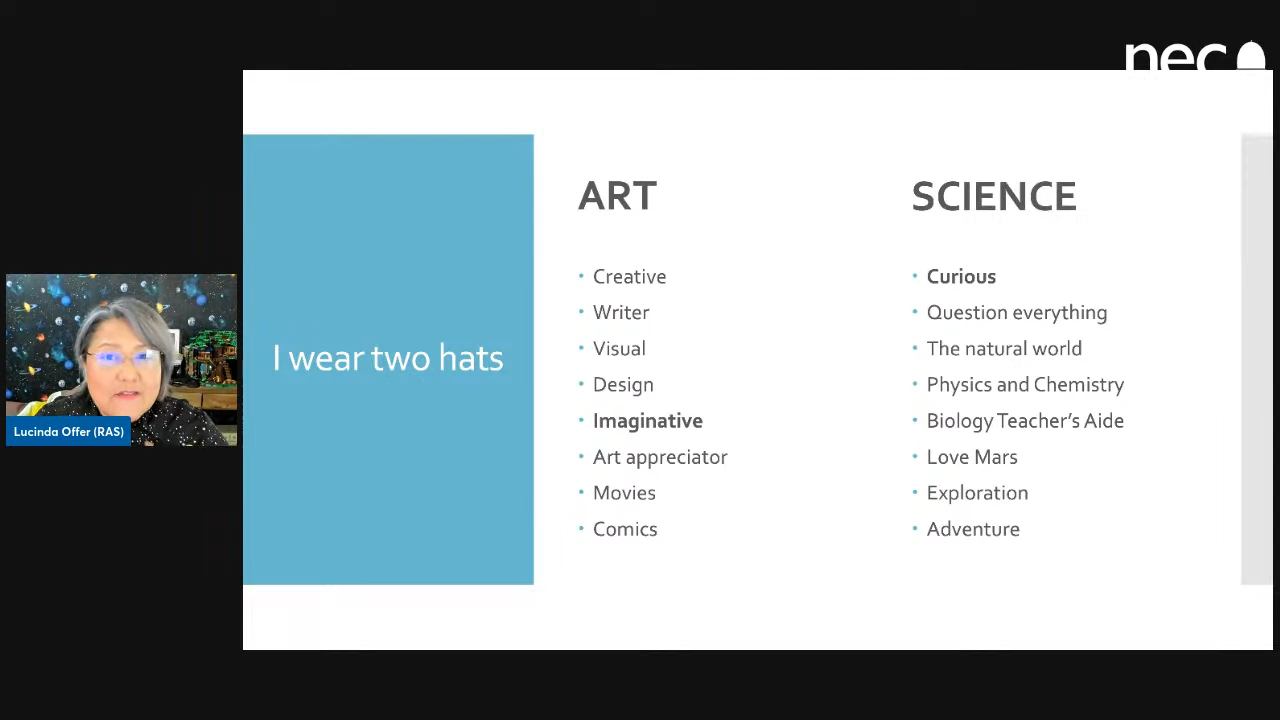 nec
ART
SCIENCE
I wear two hats
• Creative
• Writer
• Visual
• Design
• Imaginative
• Art appreciator
• Movies
• Comics
• Curious
• Question everything
• The natural world
• Physics and Chemistry
• Biology Teacher's Aide
• Love Mars
• Exploration
• Adventure
Lucinda Offer (RAS)